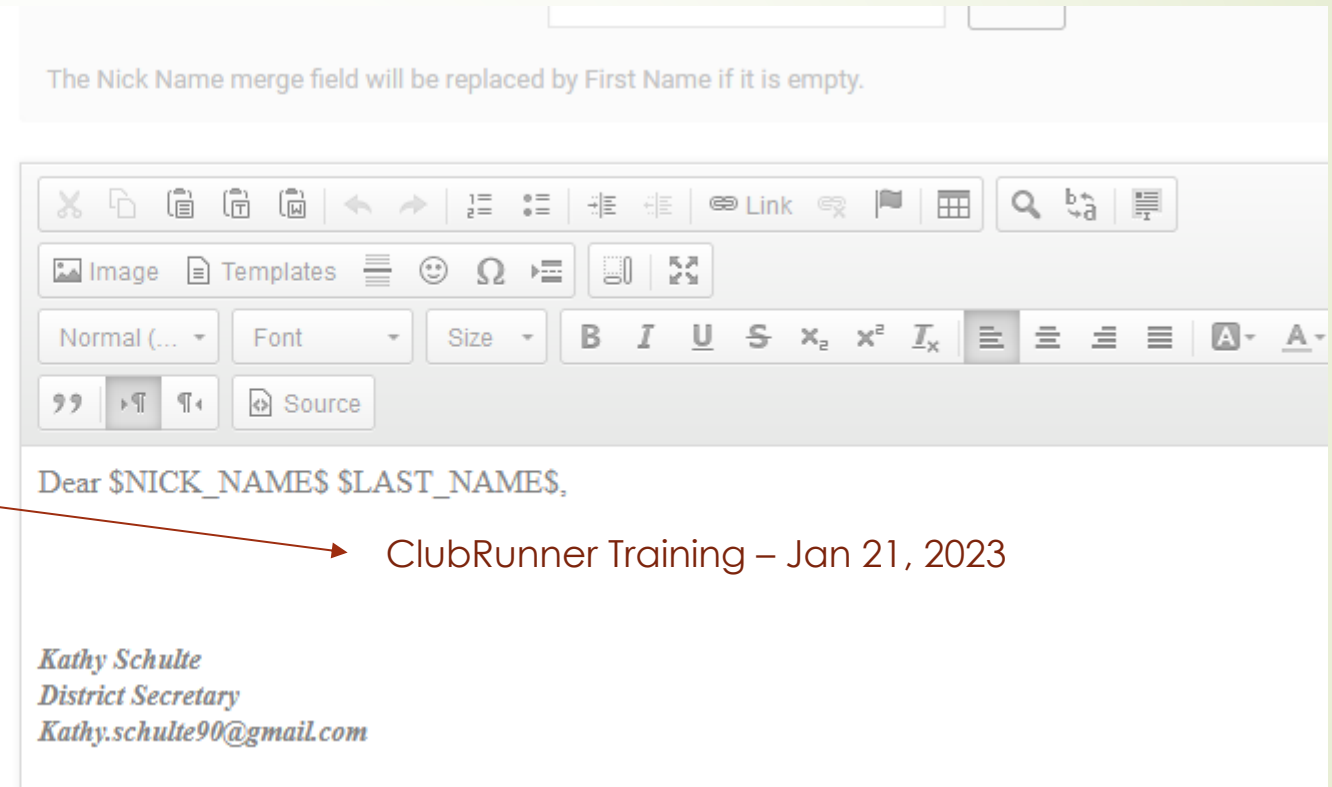 The Nick Name merge field will be replaced by First Name if it is empty.
Link
Image Templates
Normal (... Font Size B I U S x₂ x² Tx A A
Source
Dear $NICK_NAME$ $LAST_NAME$,
ClubRunner Training – Jan 21, 2023
Kathy Schulte
District Secretary
Kathy.schulte90@gmail.com